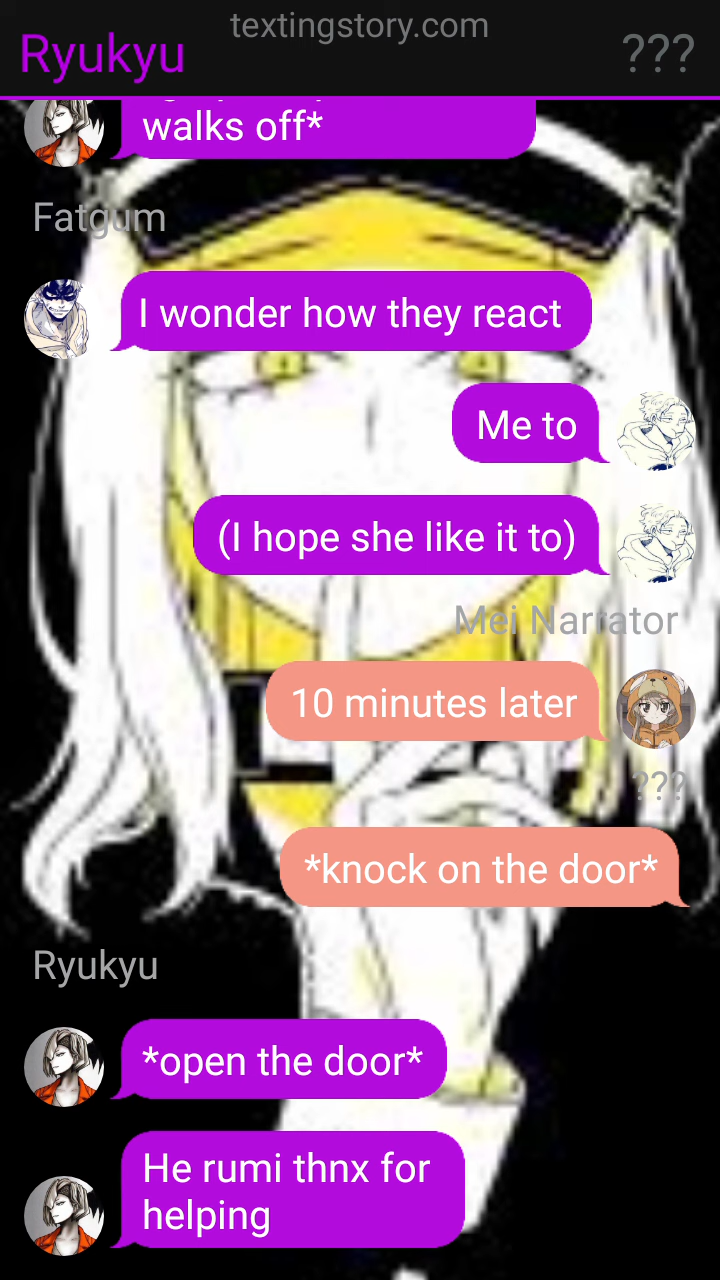 textingstory.com
Ryukyu
???
walks off*
Fatgum
I wonder how they react
Me to
(I hope she like it to)
Mei Narrator
10 minutes later
???
*knock on the door*
Ryukyu
*open the door*
He rumi thnx for
helping